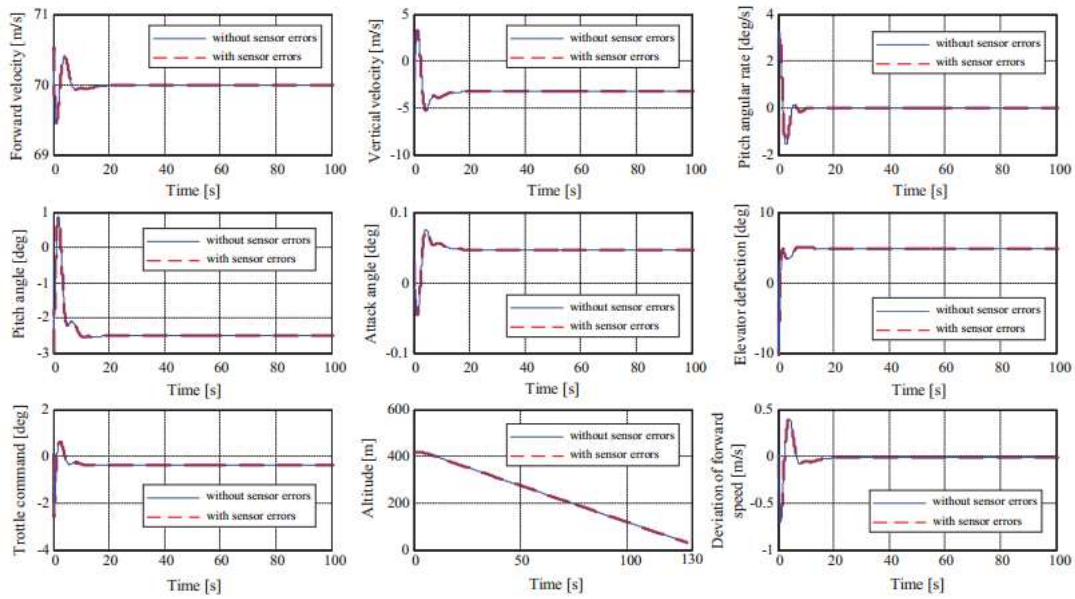 Forward velocity [m/s]
71
70
69
without sensor errors
with sensor errors
0 20 40 60 80 100
Time [s]
Vertical velocity [m/s]
5
0
-5
-10
without sensor errors
with sensor errors
0 20 40 60 80 100
Time [s]
Pitch angular rate [deg/s]
4
2
0
-2
without sensor errors
with sensor errors
0 20 40 60 80 100
Time [s]
Pitch angle [deg]
1
0
-1
-2
-3
without sensor errors
with sensor errors
0 20 40 60 80 100
Time [s]
Attack angle [deg]
0.1
0
-0.1
without sensor errors
with sensor errors
0 20 40 60 80 100
Time [s]
Elevator deflection [deg]
10
0
-10
without sensor errors
with sensor errors
0 20 40 60 80 100
Time [s]
Trottle command [deg]
2
0
-2
-4
without sensor errors
with sensor errors
0 20 40 60 80 100
Time [s]
Altitude [m]
600
400
200
0
without sensor errors
with sensor errors
0 50 100 130
Time [s]
Deviation of forward
speed [m/s]
0.5
0
-0.5
-1
without sensor errors
with sensor errors
0 20 40 60 80 100
Time [s]